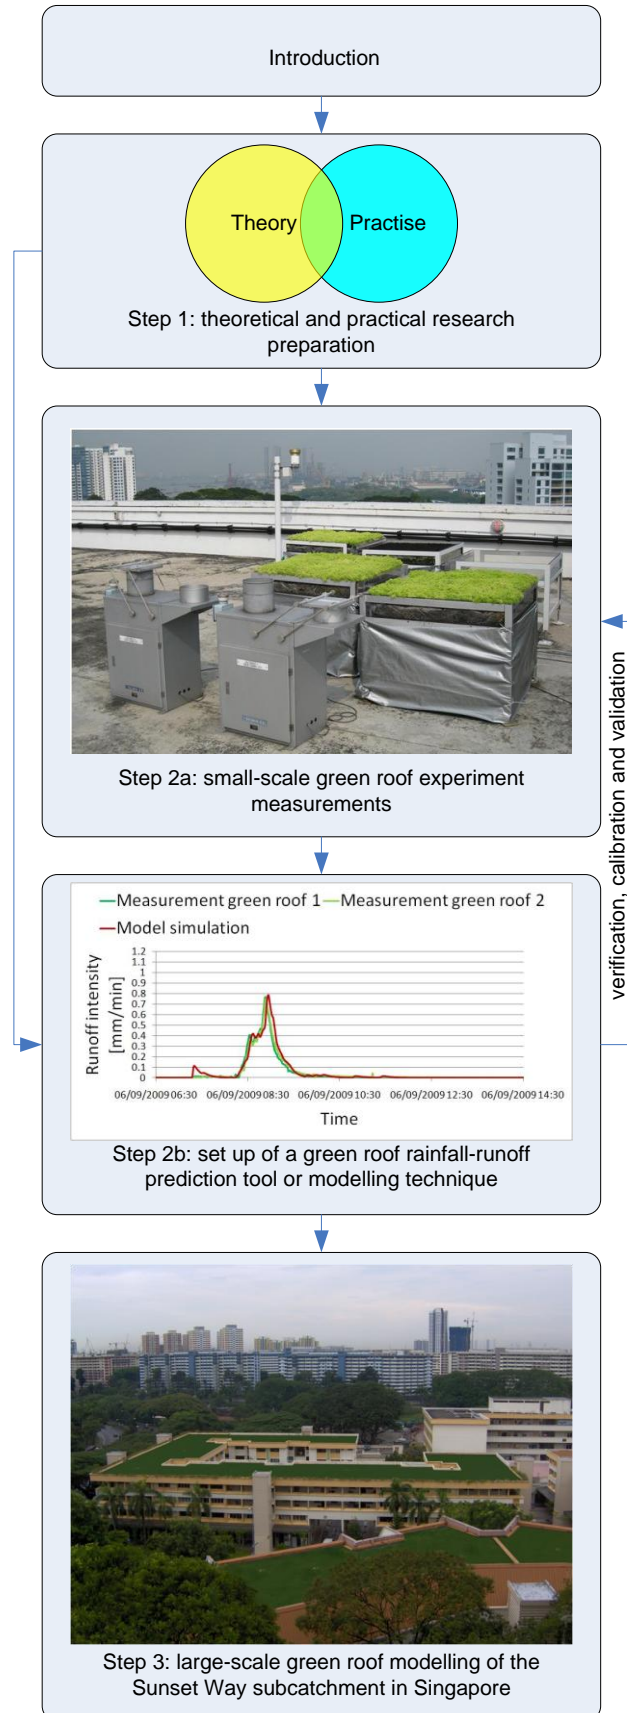 Introduction
Theory
Practise
Step 1: theoretical and practical research
preparation
Step 2a: small-scale green roof experiment
measurements
verification, calibration and validation
Measurement green roof 1
Measurement green roof 2
Model simulation
Runoff intensity
[mm/min]
1.2
1.1
1
0.9
0.8
0.7
0.6
0.5
0.4
0.3
0.2
0.1
0
06/09/2009 06:30
06/09/2009 08:30
06/09/2009 10:30
06/09/2009 12:30
06/09/2009 14:30
Time
Step 2b: set up of a green roof rainfall-runoff
prediction tool or modelling technique
Step 3: large-scale green roof modelling of the
Sunset Way subcatchment in Singapore